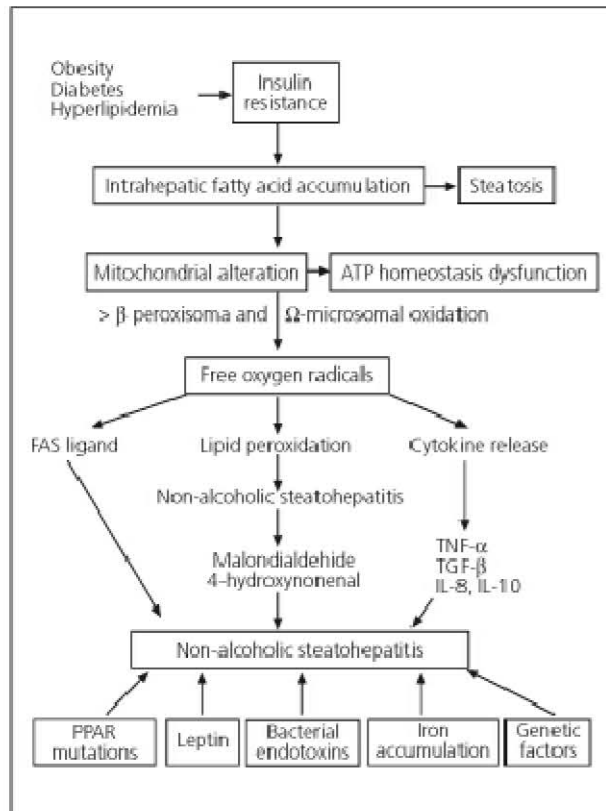 Obesity
Diabetes
Hyperlipidemia
Insulin
resistance
Intrahepatic fatty acid accumulation
Steatosis
Mitochondrial alteration
ATP homeostasis dysfunction
> β peroxisoma and Ω-microsomal oxidation
Free oxygen radicals
FAS ligand
Lipid peroxidation
Cytokine release
Non-alcoholic steatohepatitis
Malondialdehyde
4-hydroxynonenal
TNF-α
TGF-β
IL-8, IL-10
Non-alcoholic steatohepatitis
PPAR
mutations
Leptin
Bacterial
endotoxins
Iron
accumulation
Genetic
factors